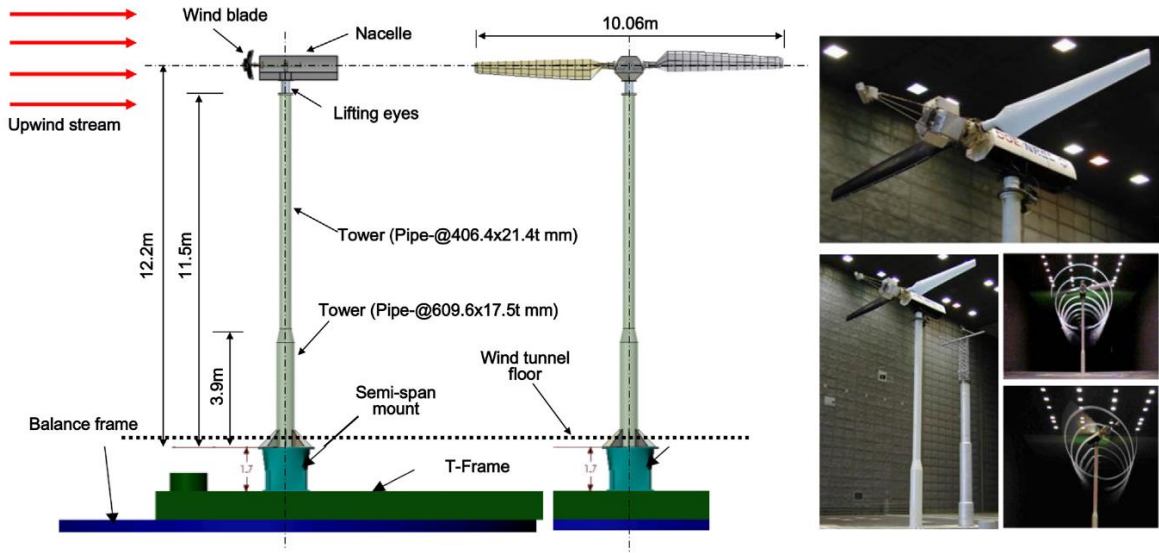 Wind blade
Nacelle
10.06m
Lifting eyes
Upwind stream
12.2m
11.5m
Tower (Pipe-@406.4x21.4t mm)
Tower (Pipe-@609.6x17.5t mm)
3.9m
Wind tunnel
floor
Semi-span
mount
Balance frame
1.7
1.7
T-Frame